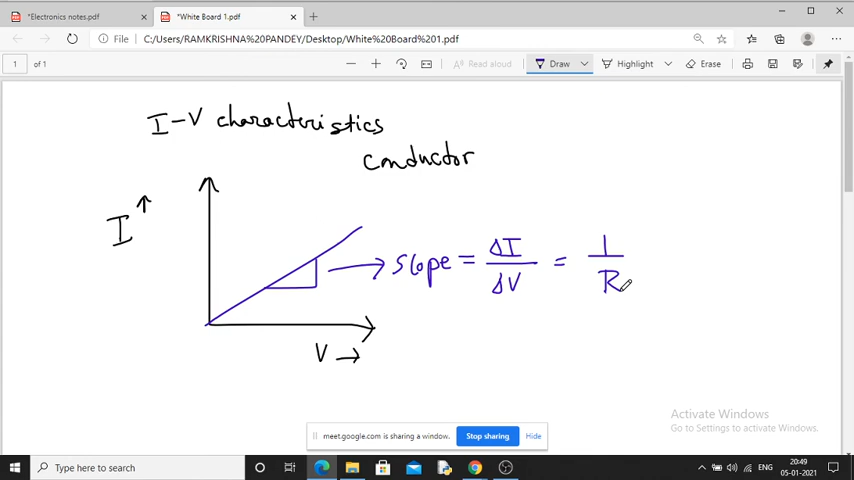 *Electronics notes.pdf
*White Board 1.pdf
File C:/Users/RAMKRISHNA%20PANDEY/Desktop/White%20Board%201.pdf
1 of 1
Read aloud Draw Highlight Erase
I-V characteristics
conductor
I ↑
→ slope = ΔI/ΔV = 1/R
V →
Activate Windows
Go to Settings to activate Windows.
meet.google.com is sharing a window. Stop sharing Hide
Type here to search
ENG
20:49
05-01-2021